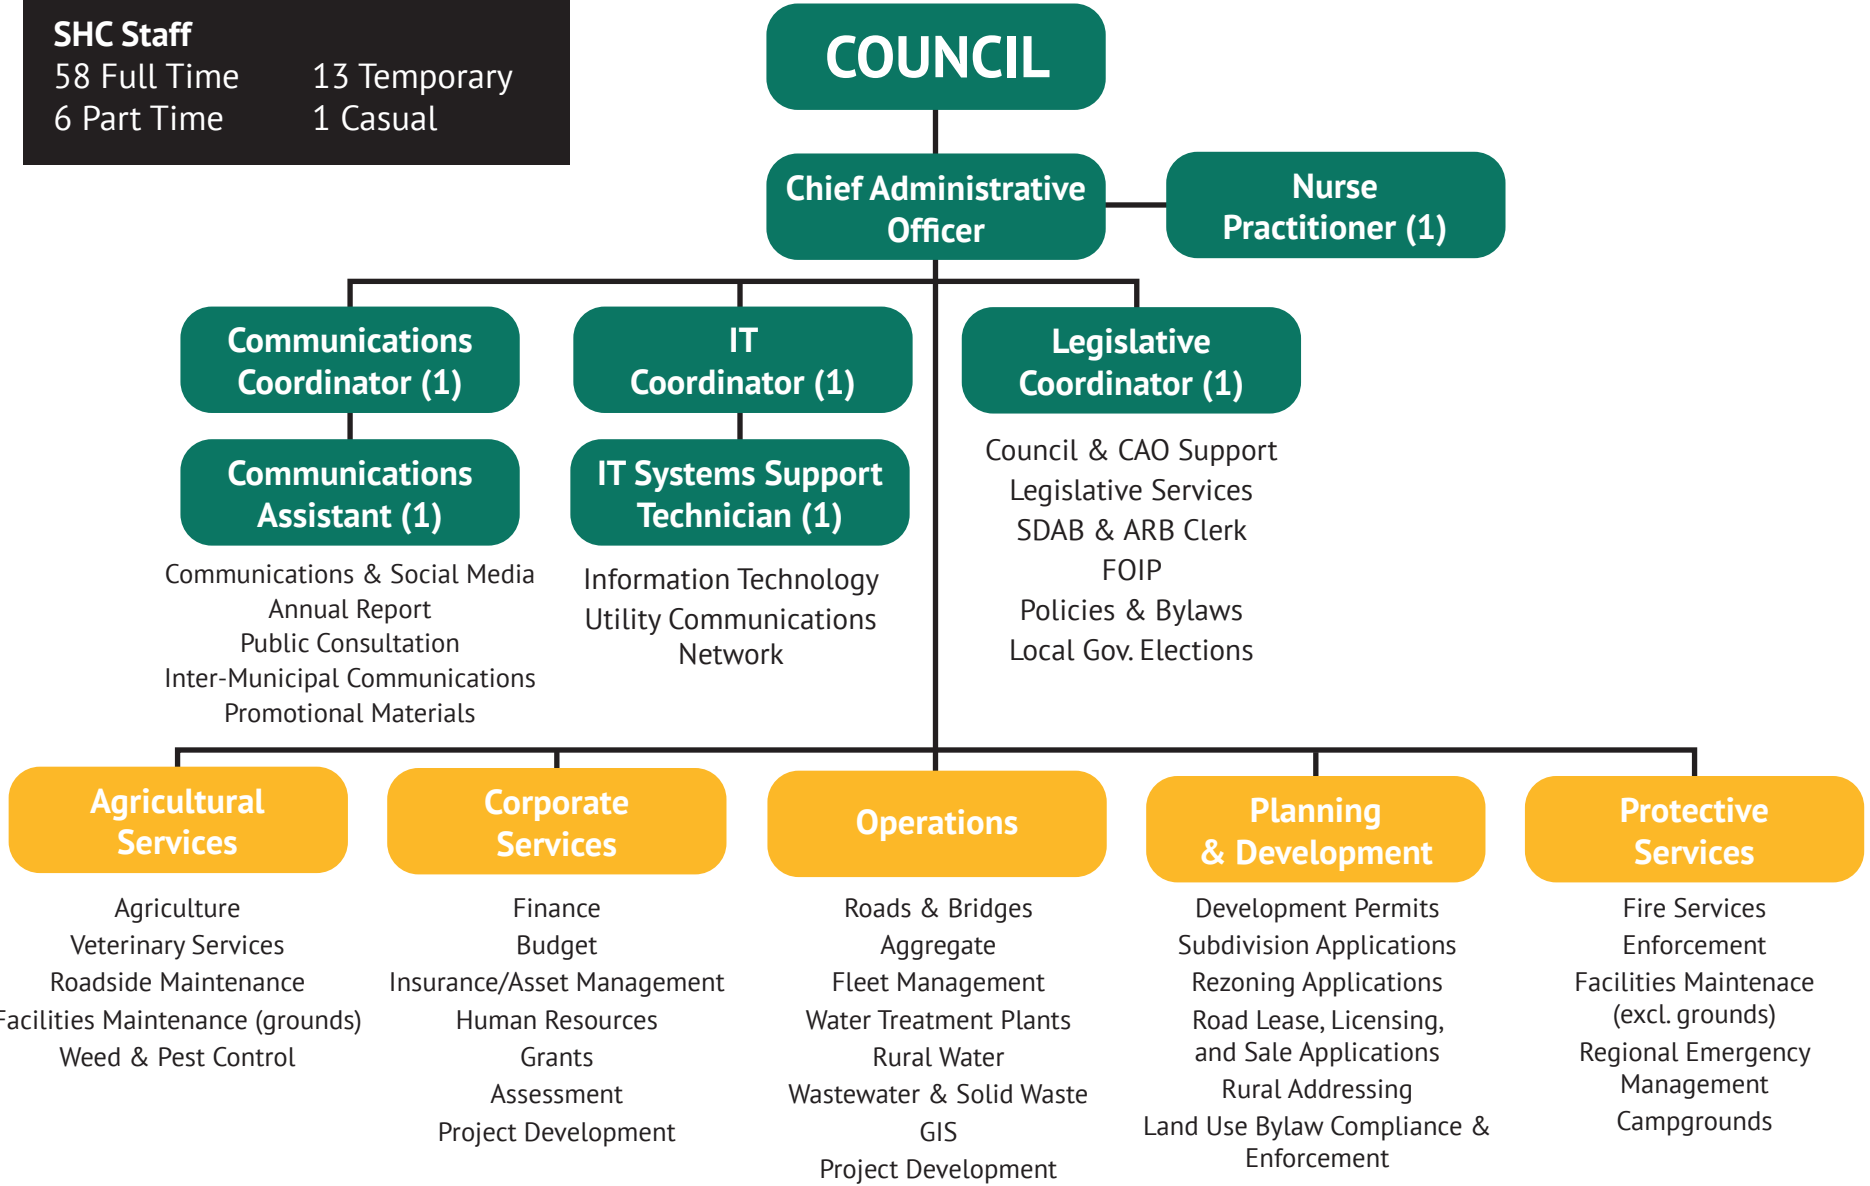 SHC Staff
58 Full Time 13 Temporary
6 Part Time 1 Casual
COUNCIL
Chief Administrative
Officer
Nurse
Practitioner (1)
Communications
Coordinator (1)
IT
Coordinator (1)
Legislative
Coordinator (1)
Communications
Assistant (1)
Communications & Social Media
Annual Report
Public Consultation
Inter-Municipal Communications
Promotional Materials
IT Systems Support
Technician (1)
Information Technology
Utility Communications
Network
Council & CAO Support
Legislative Services
SDAB & ARB Clerk
FOIP
Policies & Bylaws
Local Gov. Elections
Agricultural
Services
Agriculture
Veterinary Services
Roadside Maintenance
Facilities Maintenance (grounds)
Weed & Pest Control
Corporate
Services
Finance
Budget
Insurance/Asset Management
Human Resources
Grants
Assessment
Project Development
Operations
Roads & Bridges
Aggregate
Fleet Management
Water Treatment Plants
Rural Water
Wastewater & Solid Waste
GIS
Project Development
Planning
& Development
Development Permits
Subdivision Applications
Rezoning Applications
Road Lease, Licensing,
and Sale Applications
Rural Addressing
Land Use Bylaw Compliance &
Enforcement
Protective
Services
Fire Services
Enforcement
Facilities Maintenace
(excl. grounds)
Regional Emergency
Management
Campgrounds